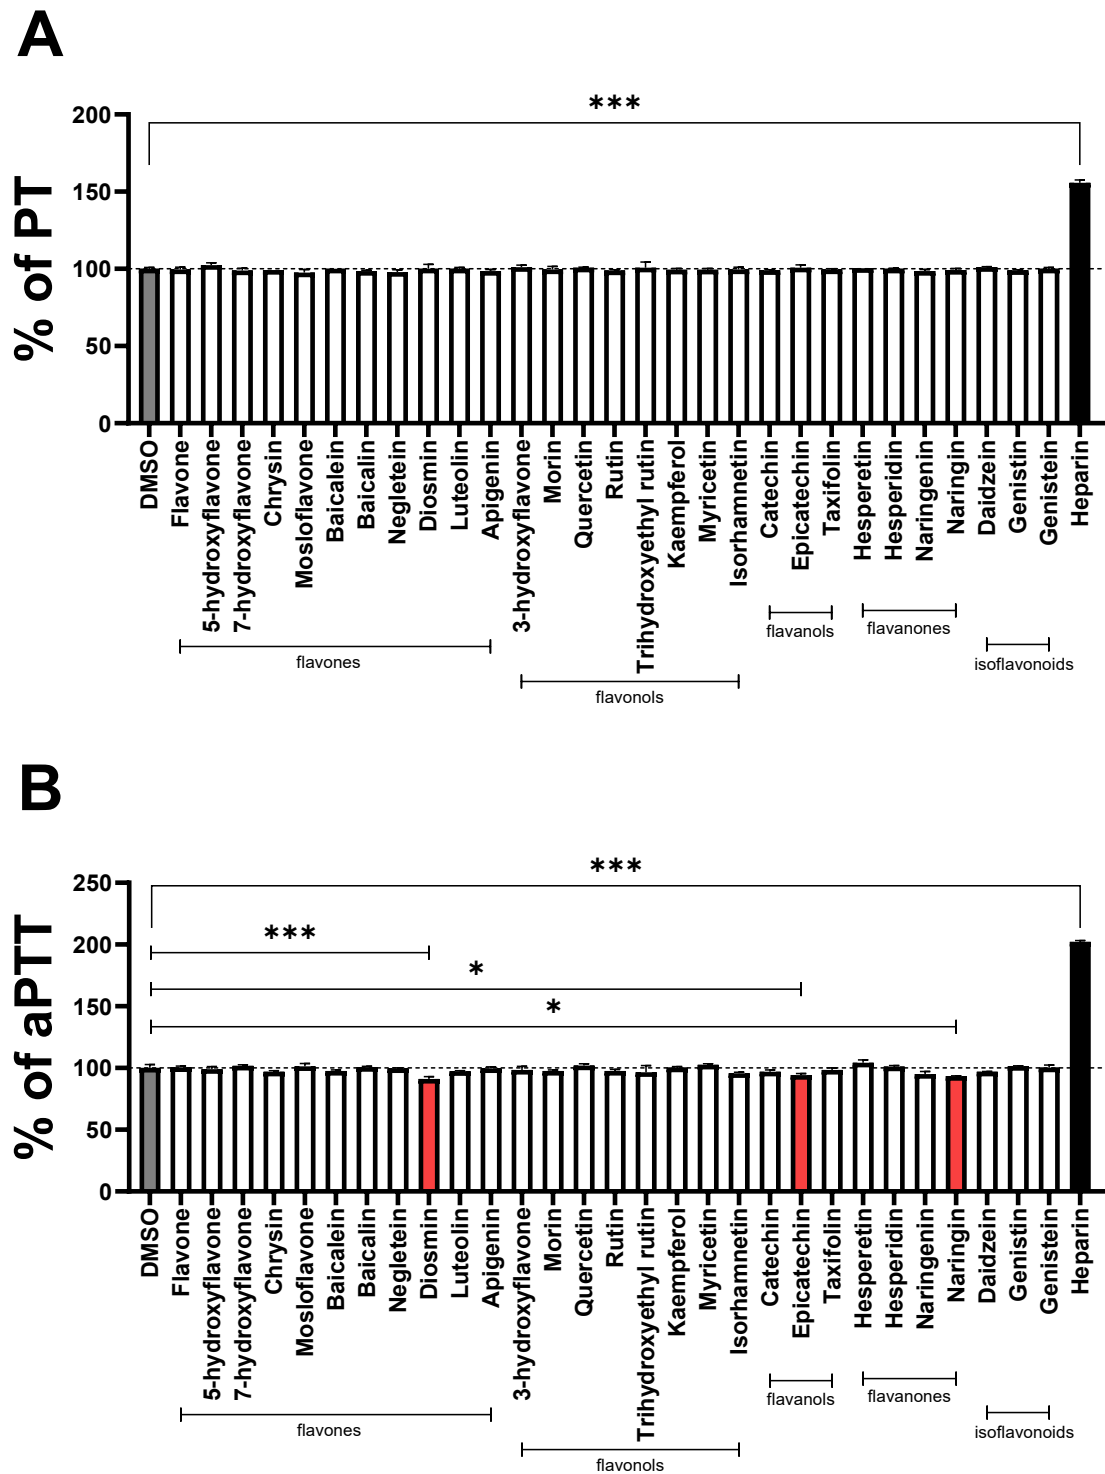 A
% of PT
***
200
150
100
50
0
DMSO
Flavone
5-hydroxyflavone
7-hydroxyflavone
Chrysin
Mosloflavone
Baicalein
Baicalin
Negletein
Diosmin
Luteolin
Apigenin
3-hydroxyflavone
Morin
Quercetin
Rutin
Trihydroxyethyl rutin
Kaempferol
Myricetin
Isorhamnetin
Catechin
Epicatechin
Taxifolin
Hesperetin
Hesperidin
Naringenin
Naringin
Daidzein
Genistin
Genistein
Heparin
flavones
flavonols
flavanols
flavanones
isoflavonoids
B
% of aPTT
***
***
*
*
250
200
150
100
50
0
DMSO
Flavone
5-hydroxyflavone
7-hydroxyflavone
Chrysin
Mosloflavone
Baicalein
Baicalin
Negletein
Diosmin
Luteolin
Apigenin
3-hydroxyflavone
Morin
Quercetin
Rutin
Trihydroxyethyl rutin
Kaempferol
Myricetin
Isorhamnetin
Catechin
Epicatechin
Taxifolin
Hesperetin
Hesperidin
Naringenin
Naringin
Daidzein
Genistin
Genistein
Heparin
flavones
flavonols
flavanols
flavanones
isoflavonoids